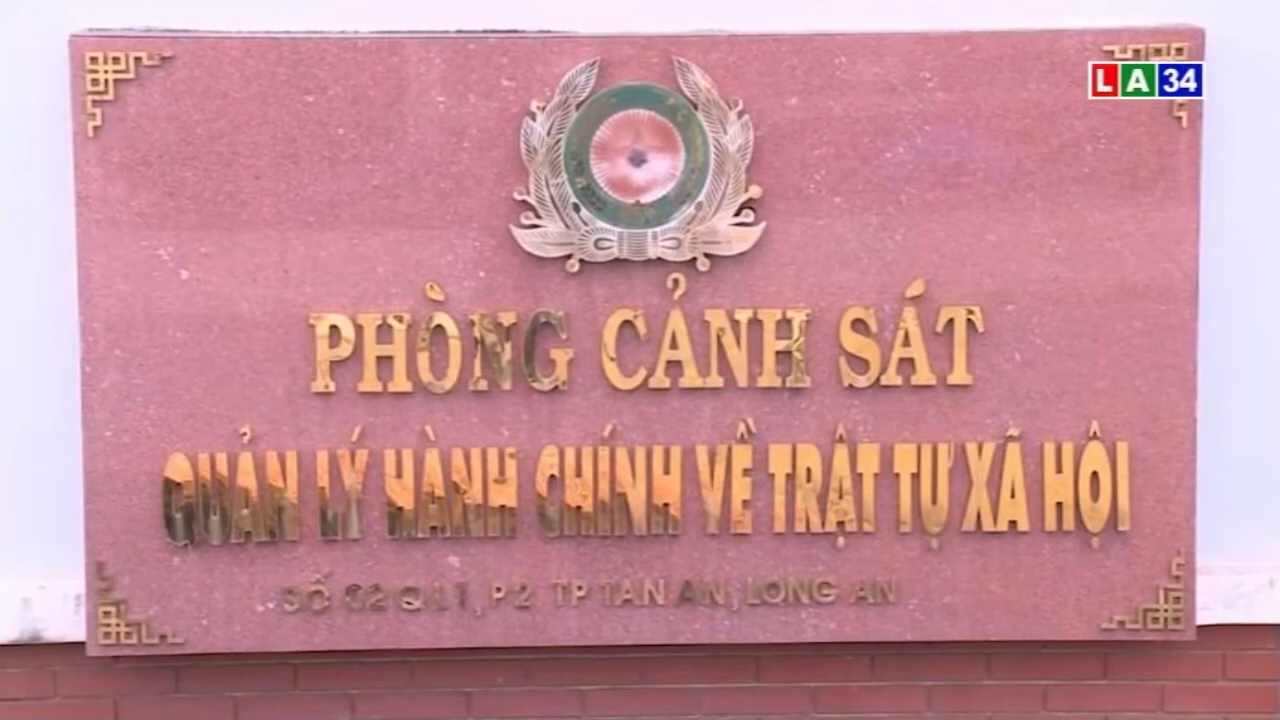 LA34
PHÒNG CẢNH SÁT
QUẢN LÝ HÀNH CHÍNH VỀ TRẬT TỰ XÃ HỘI
SỐ 02 QL1, P2 TP TÂN AN, LONG AN